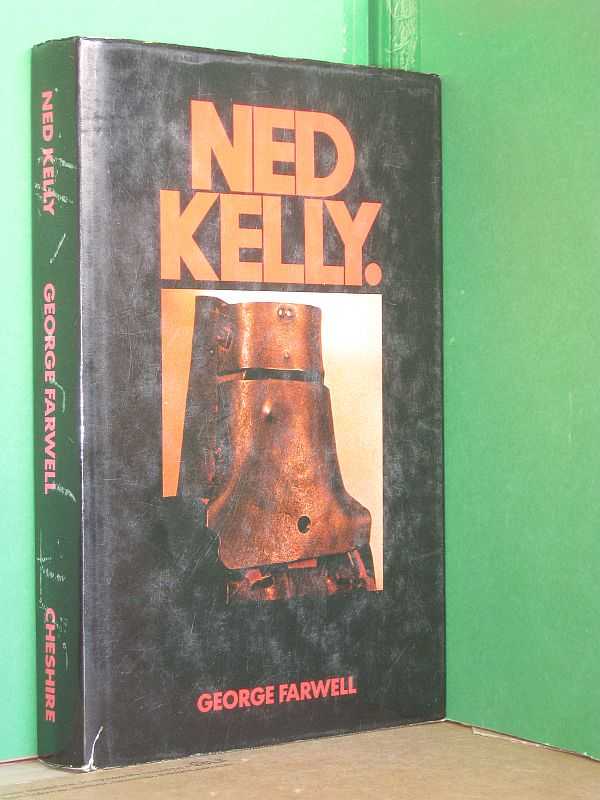 NED
KELLY.
GEORGE FARWELL
NED KELLY
GEORGE FARWELL
CHESHIRE